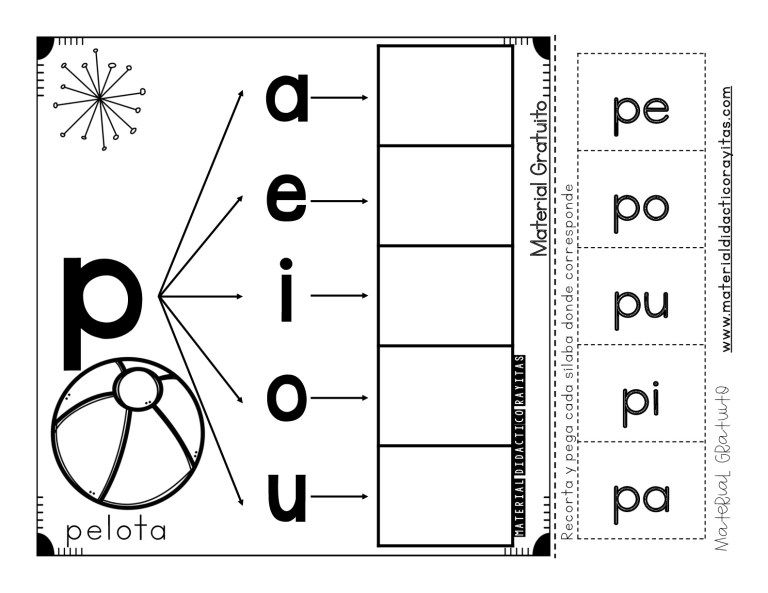 p
pelota
a
e
i
o
u
MATERIAL DIDACTICO RAYITAS
Material Gratuito
Recorta y pega cada silaba donde corresponde
pe
po
pu
pi
pa
www.materialdidacticorayitas.com
Material Gratuito